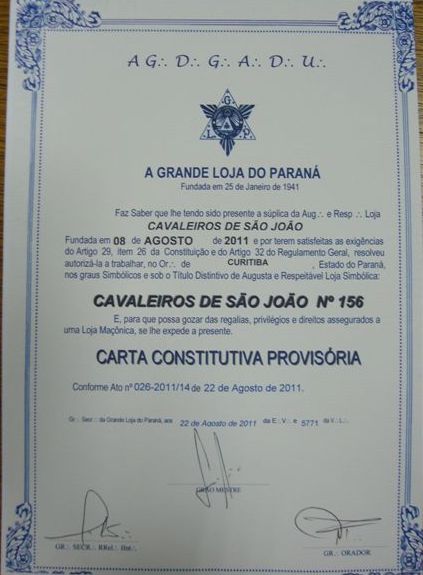 A G∴ D∴ G∴ A∴ D∴ U∴
G
L P
A GRANDE LOJA DO PARANÁ
Fundada em 25 de Janeiro de 1941
Faz Saber que lhe tendo sido presente a súplica da Aug∴ e Resp∴ Loja
CAVALEIROS DE SÃO JOÃO
Fundada em 08 de AGOSTO de 2011 e por terem satisfeitas as exigências
do Artigo 29, item 26 da Constituição e do Artigo 32 do Regulamento Geral, resolveu
autorizá-la a trabalhar, no Or∴ de CURITIBA, Estado do Paraná,
nos graus Simbólicos e sob o Título Distintivo de Augusta e Respeitável Loja Simbólica:
CAVALEIROS DE SÃO JOÃO Nº 156
E, para que possa gozar das regalias, privilégios e direitos assegurados a
uma Loja Maçônica, se lhe expede a presente.
CARTA CONSTITUTIVA PROVISÓRIA
Conforme Ato nº 026-2011/14 de 22 de Agosto de 2011.
Gr∴ Secr∴ da Grande Loja do Paraná, aos 22 de Agosto de 2011 da E∴V∴ e 5771 da V∴L∴
GRÃO MESTRE
GR∴ SECR∴ RRel∴ Int∴
GR∴ ORADOR